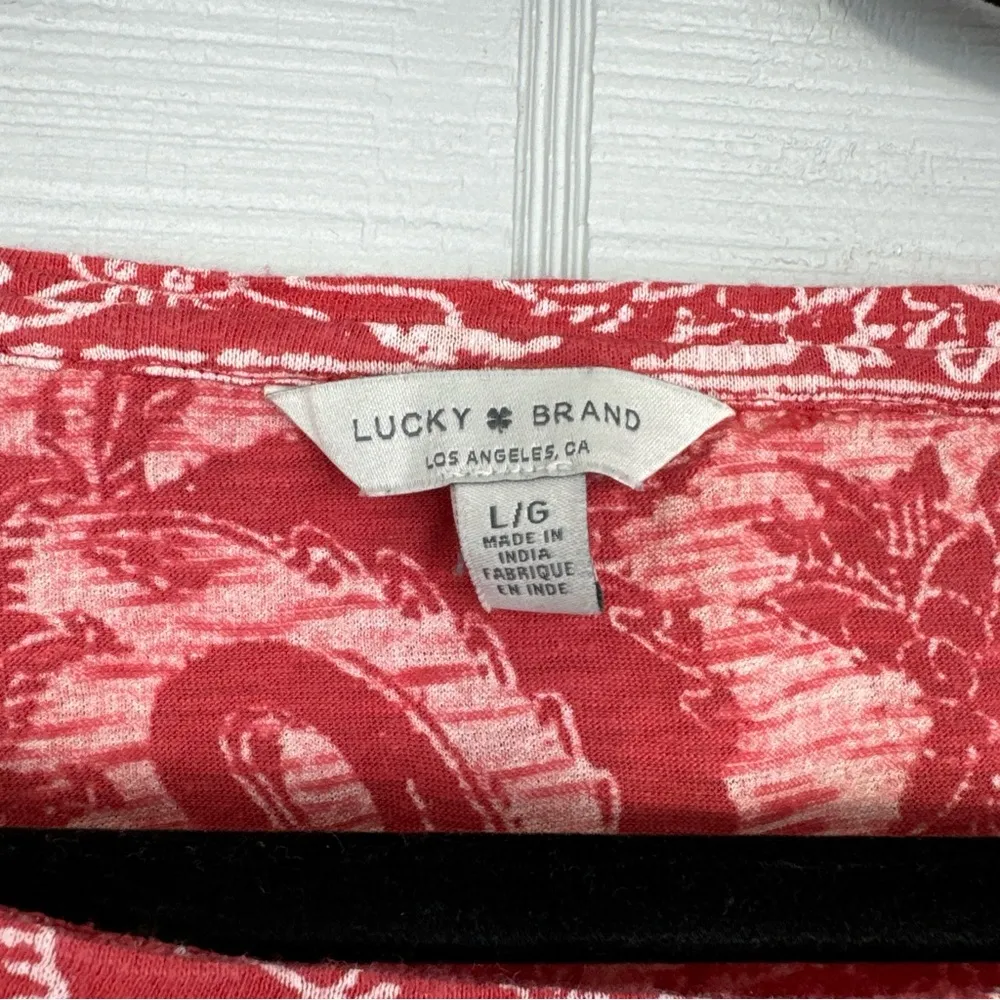 LUCKY BRAND
LOS ANGELES, CA
L/G
MADE IN
INDIA
FABRIQUE
EN INDE